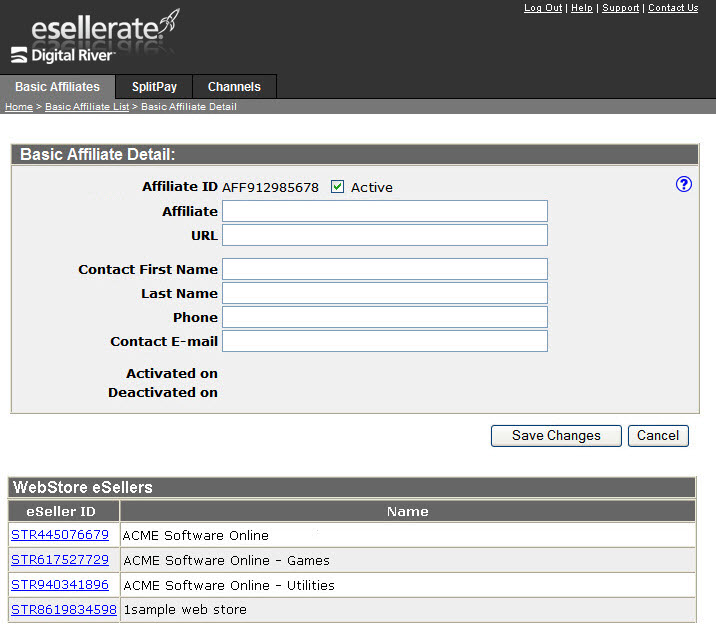 Log Out | Help | Support | Contact Us
esellerate.
Digital River
Basic Affiliates SplitPay Channels
Home > Basic Affiliate List > Basic Affiliate Detail
Basic Affiliate Detail:
Affiliate ID AFF912985678 Active ?
Affiliate
URL
Contact First Name
Last Name
Phone
Contact E-mail
Activated on
Deactivated on
Save Changes Cancel
WebStore eSellers
eSeller ID Name
STR445076679 ACME Software Online
STR617527729 ACME Software Online - Games
STR940341896 ACME Software Online - Utilities
STR8619834598 1sample web store